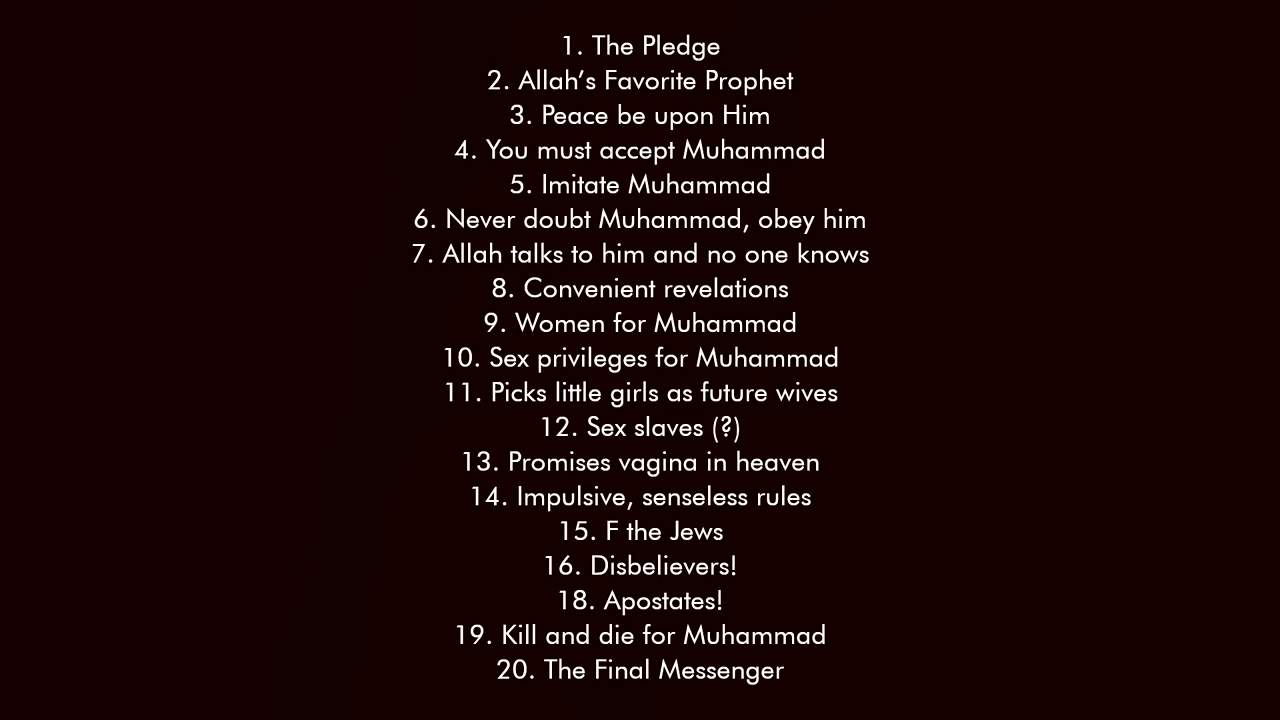 1. The Pledge
2. Allah’s Favorite Prophet
3. Peace be upon Him
4. You must accept Muhammad
5. Imitate Muhammad
6. Never doubt Muhammad, obey him
7. Allah talks to him and no one knows
8. Convenient revelations
9. Women for Muhammad
10. Sex privileges for Muhammad
11. Picks little girls as future wives
12. Sex slaves (?)
13. Promises vagina in heaven
14. Impulsive, senseless rules
15. F the Jews
16. Disbelievers!
18. Apostates!
19. Kill and die for Muhammad
20. The Final Messenger